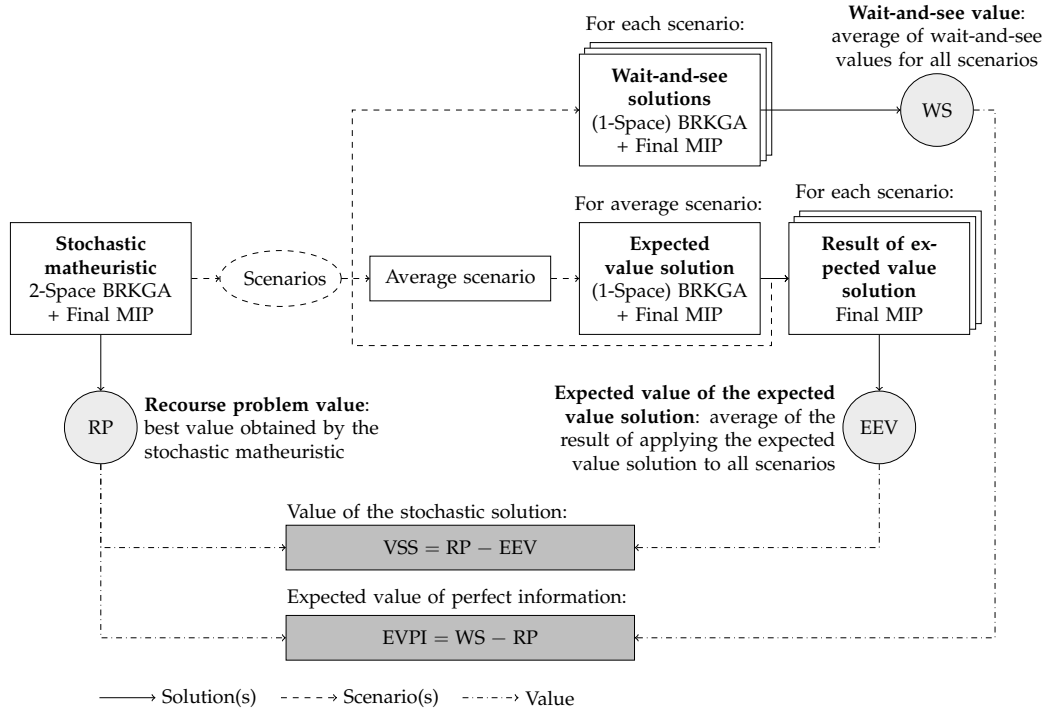 For each scenario:
Wait-and-see
solutions
(1-Space) BRKGA
+ Final MIP
Wait-and-see value:
average of wait-and-see
values for all scenarios
WS
Stochastic
matheuristic
2-Space BRKGA
+ Final MIP
Scenarios
Average scenario
For average scenario:
Expected
value solution
(1-Space) BRKGA
+ Final MIP
For each scenario:
Result of ex-
pected value
solution
Final MIP
RP
Recourse problem value:
best value obtained by the
stochastic matheuristic
Expected value of the expected
value solution: average of the
result of applying the expected
value solution to all scenarios
EEV
Value of the stochastic solution:
VSS = RP − EEV
Expected value of perfect information:
EVPI = WS − RP
Solution(s)
Scenario(s)
Value